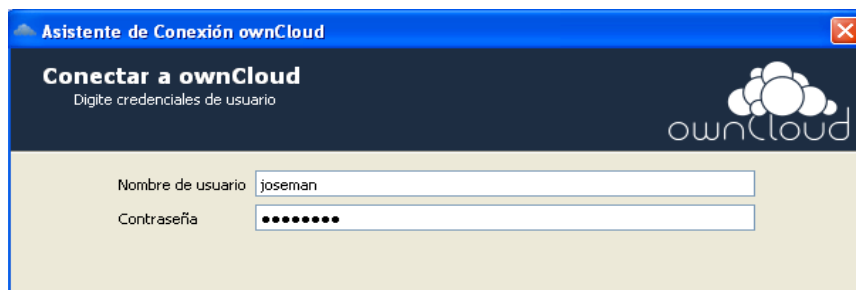 Asistente de Conexión ownCloud
Conectar a ownCloud
Digite credenciales de usuario
ownCloud
Nombre de usuario joseman
Contraseña ●●●●●●●●